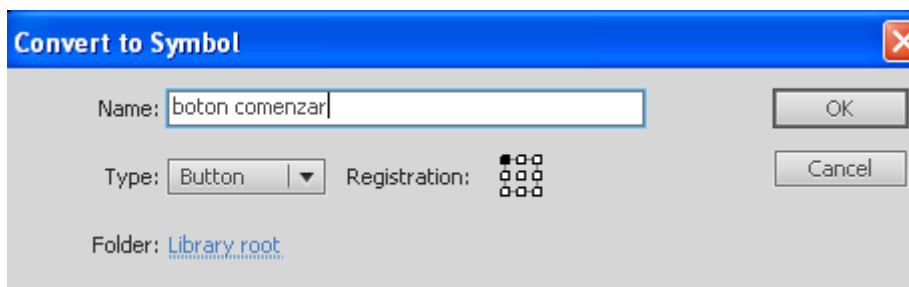 Convert to Symbol
Name: boton comenzar
OK
Type: Button
Registration:
Cancel
Folder: Library root